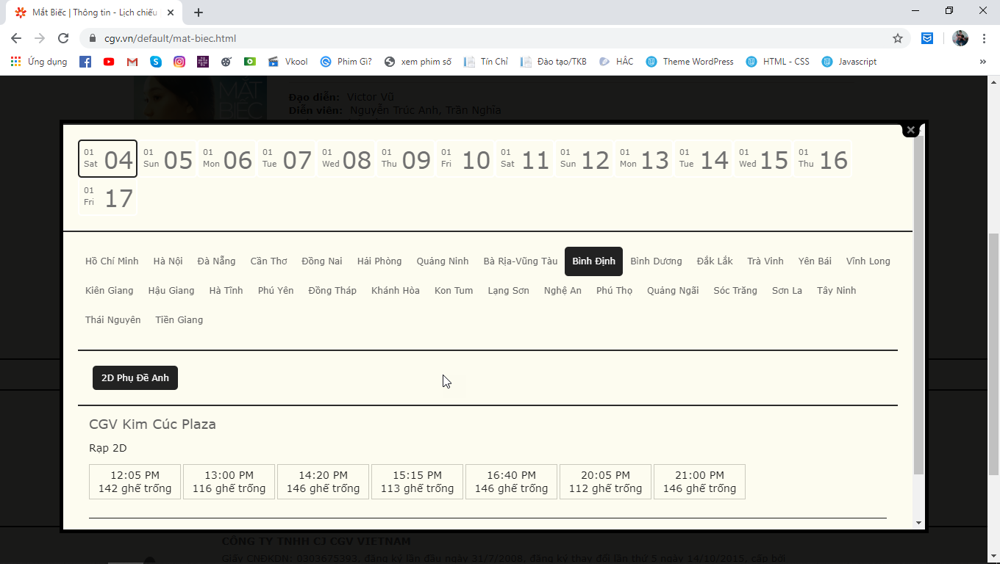 Mắt Biếc | Thông tin - Lịch chiếu
cgv.vn/default/mat-biec.html
Ứng dụng Vkool Phim Gì? xem phim số Tín Chỉ Đào tạo/TKB HÂC Theme WordPress HTML - CSS Javascript
MẮT
BIẾC
Đạo diễn: Victor Vũ
Diễn viên: Nguyễn Trúc Anh, Trần Nghĩa
01 Sat 04 01 Sun 05 01 Mon 06 01 Tue 07 01 Wed 08 01 Thu 09 01 Fri 10 01 Sat 11 01 Sun 12 01 Mon 13 01 Tue 14 01 Wed 15 01 Thu 16
01 Fri 17
Hồ Chí Minh Hà Nội Đà Nẵng Cần Thơ Đồng Nai Hải Phòng Quảng Ninh Bà Rịa-Vũng Tàu Bình Định Bình Dương Đắk Lắk Trà Vinh Yên Bái Vĩnh Long
Kiên Giang Hậu Giang Hà Tĩnh Phú Yên Đồng Tháp Khánh Hòa Kon Tum Lạng Sơn Nghệ An Phú Thọ Quảng Ngãi Sóc Trăng Sơn La Tây Ninh
Thái Nguyên Tiền Giang
2D Phụ Đề Anh
CGV Kim Cúc Plaza
Rạp 2D
12:05 PM 13:00 PM 14:20 PM 15:15 PM 16:40 PM 20:05 PM 21:00 PM
142 ghế trống 116 ghế trống 146 ghế trống 113 ghế trống 146 ghế trống 112 ghế trống 146 ghế trống
CÔNG TY TNHH CJ CGV VIETNAM
Giấy CNĐKDN: 0303675393, đăng ký lần đầu ngày 31/7/2008, đăng ký thay đổi lần thứ 5 ngày 14/10/2015, cấp bởi